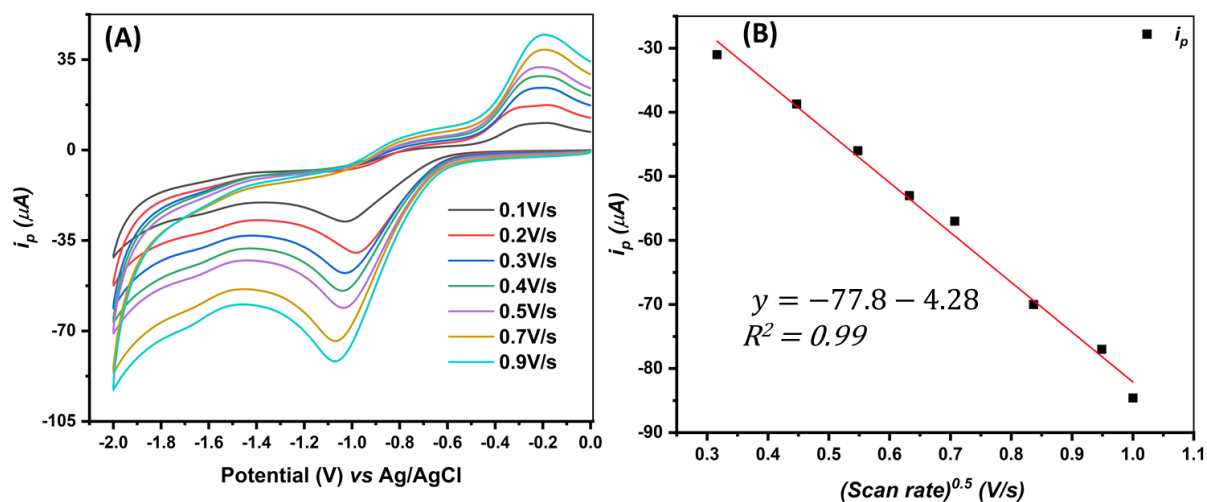 (A)
35
0
-35
-70
-105
i_p (μA)
0.1V/s
0.2V/s
0.3V/s
0.4V/s
0.5V/s
0.7V/s
0.9V/s
-2.0 -1.8 -1.6 -1.4 -1.2 -1.0 -0.8 -0.6 -0.4 -0.2 0.0
Potential (V) vs Ag/AgCl
(B)
i_p
-30
-40
-50
-60
-70
-80
-90
i_p (μA)
y = −77.8 − 4.28
R² = 0.99
0.3 0.4 0.5 0.6 0.7 0.8 0.9 1.0 1.1
(Scan rate)^0.5 (V/s)